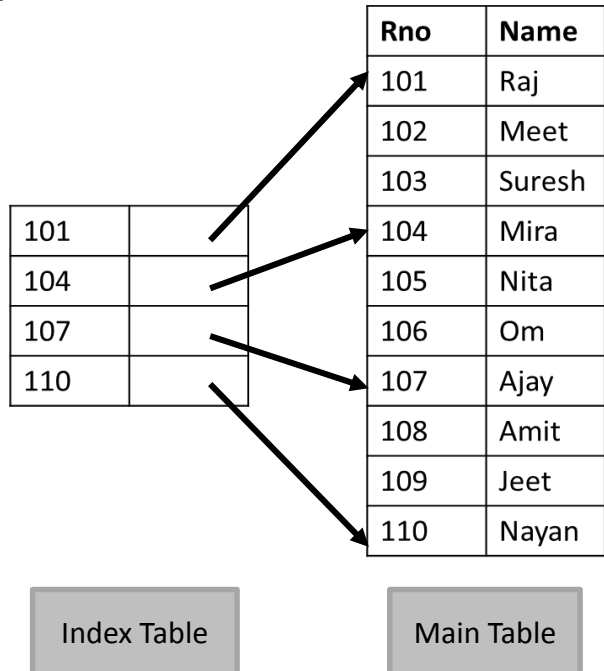 Rno Name
101 Raj
102 Meet
103 Suresh
104 Mira
105 Nita
106 Om
107 Ajay
108 Amit
109 Jeet
110 Nayan
101
104
107
110
Index Table
Main Table